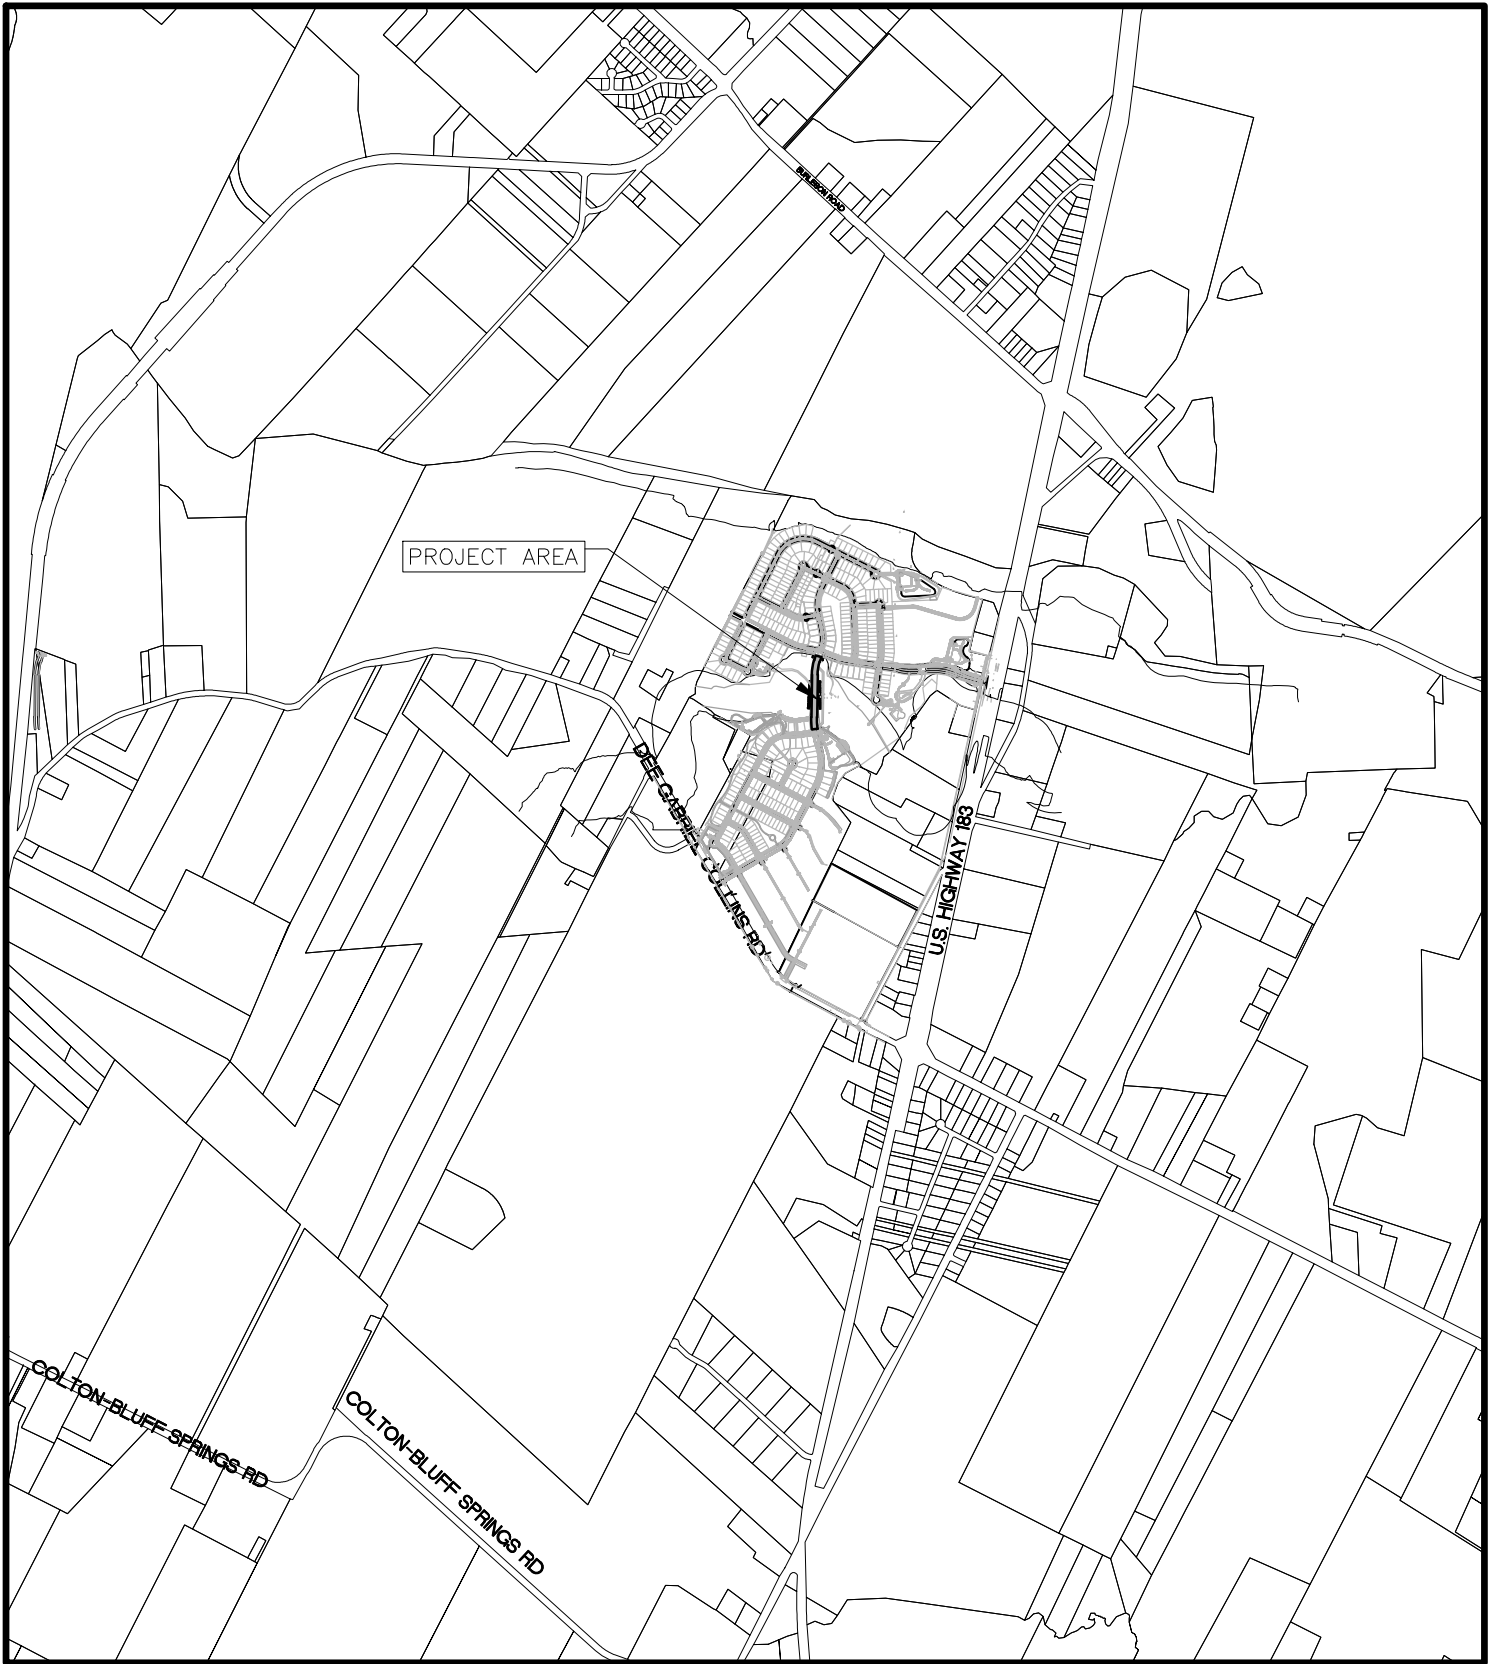 BURLESON ROAD
PROJECT AREA
DEE GABRIEL COLLINS RD
U.S. HIGHWAY 183
COLTON-BLUFF SPRINGS RD
COLTON-BLUFF SPRINGS RD